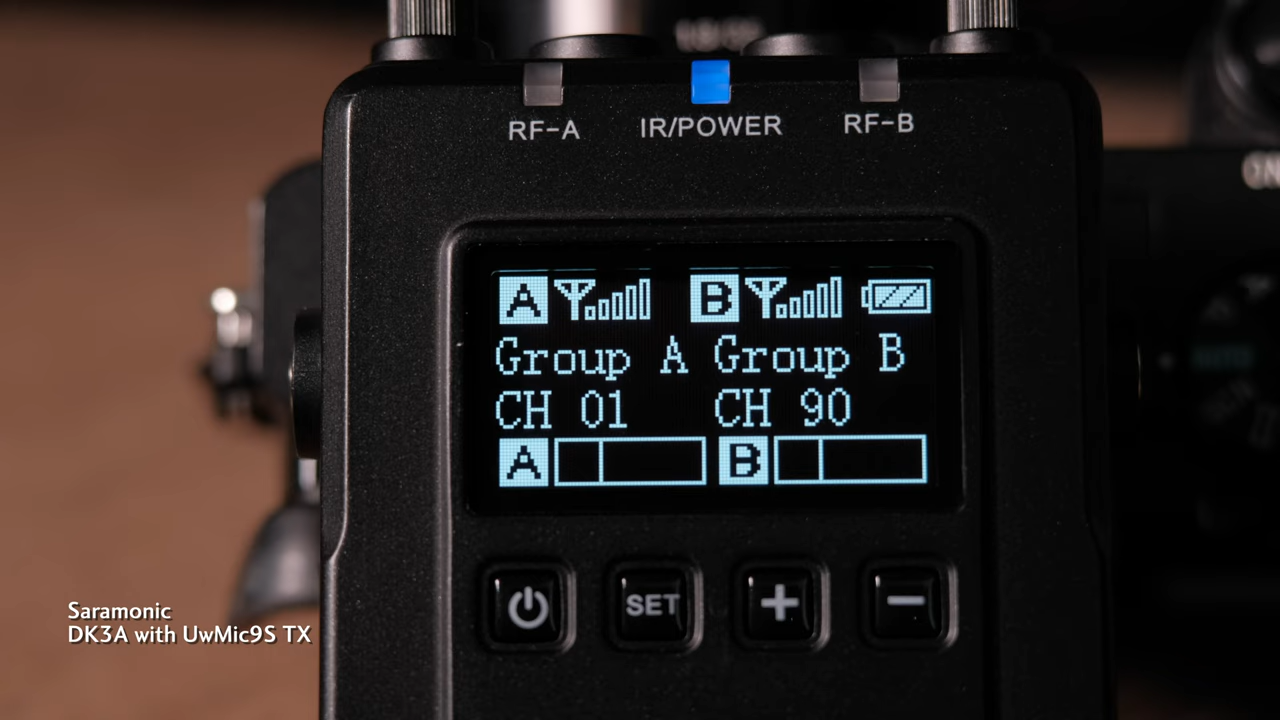 RF-A IR/POWER RF-B
A B
Group A Group B
CH 01 CH 90
A B
SET
Saramonic
DK3A with UwMic9S TX